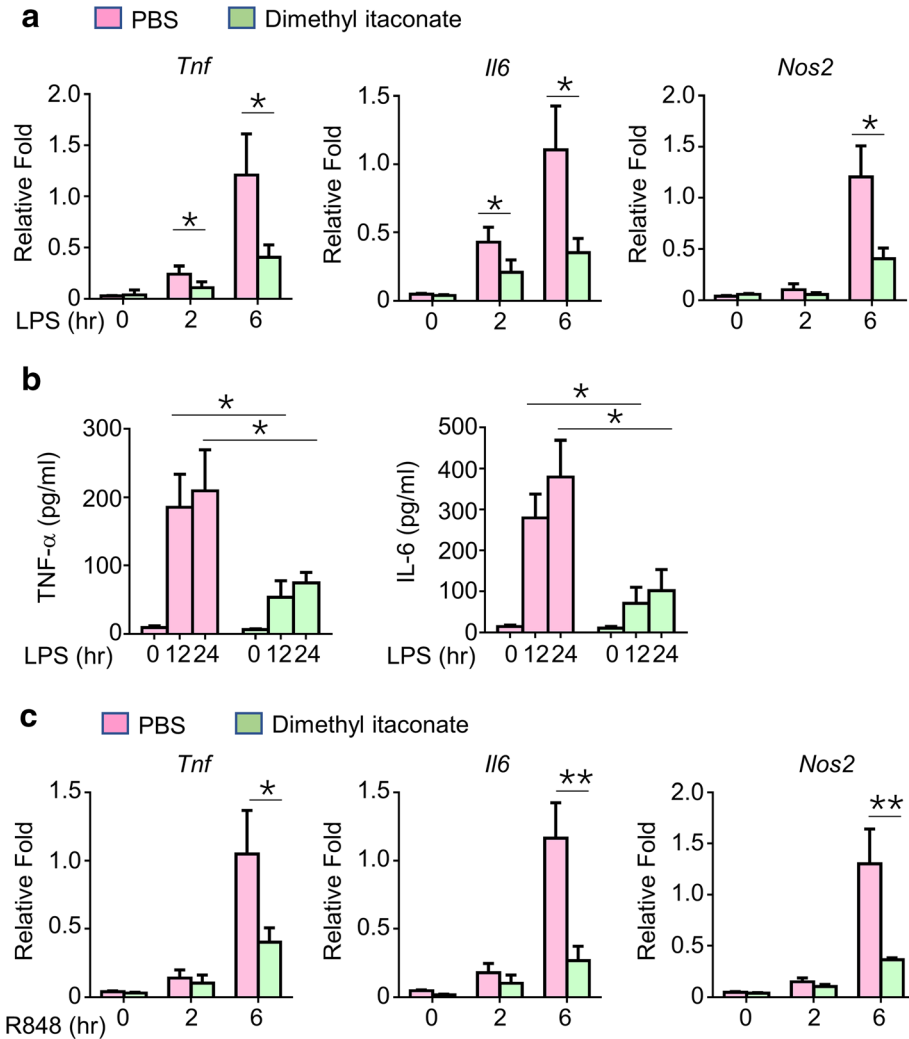 a
PBS Dimethyl itaconate
Tnf Il6 Nos2
Relative Fold
2.0
1.5
1.0
0.5
0
*
*
Relative Fold
1.5
1.0
0.5
0
*
*
Relative Fold
2.0
1.5
1.0
0.5
0
*
LPS (hr) 0 2 6 0 2 6 0 2 6
b
TNF-α (pg/ml)
300
200
100
0
*
*
IL-6 (pg/ml)
500
400
300
200
100
0
*
*
LPS (hr) 0 12 24 0 12 24 LPS (hr) 0 12 24 0 12 24
c
PBS Dimethyl itaconate
Tnf Il6 Nos2
Relative Fold
1.5
1.0
0.5
0
*
Relative Fold
1.5
1.0
0.5
0
**
Relative Fold
2.0
1.5
1.0
0.5
0
**
R848 (hr) 0 2 6 0 2 6 0 2 6